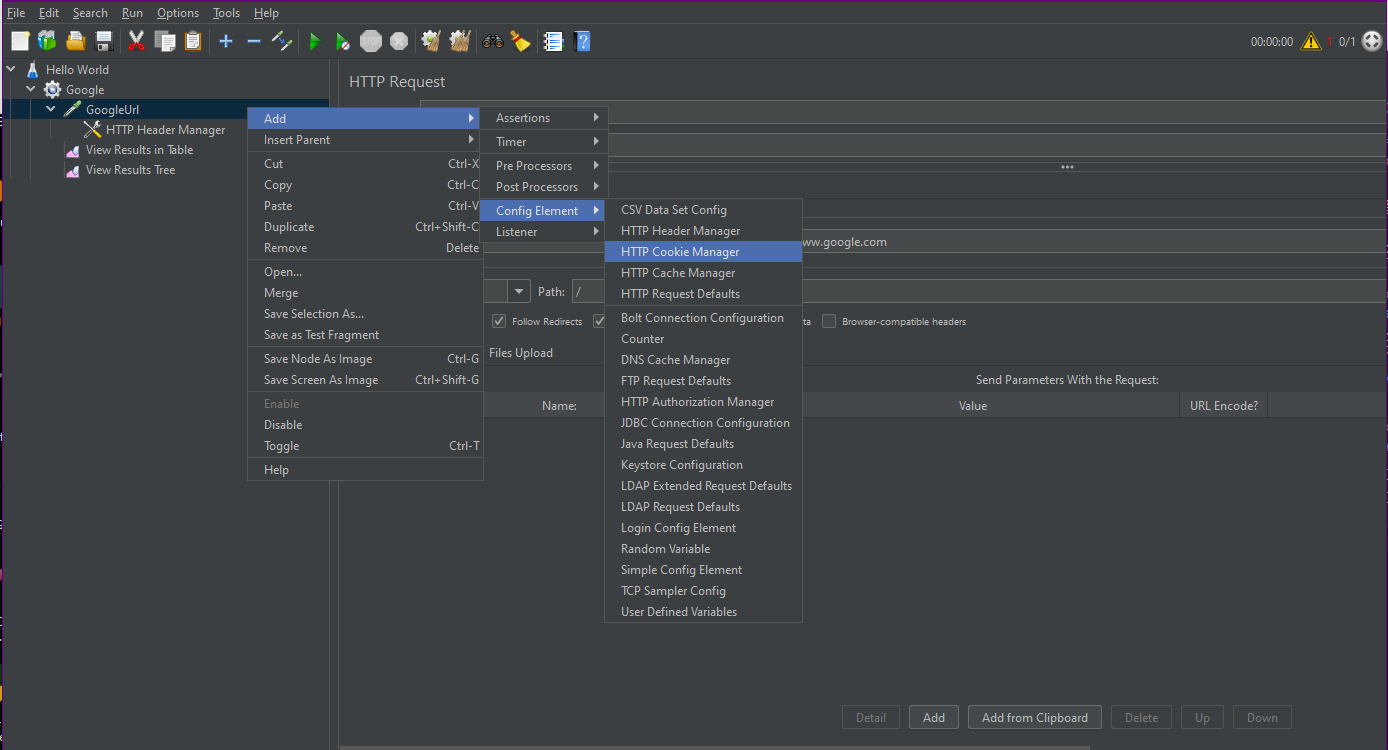 File Edit Search Run Options Tools Help
STOP 00:00:00 1 0/1
Hello World
Google
GoogleUrl
HTTP Header Manager
View Results in Table
View Results Tree
HTTP Request
Add
Insert Parent
Cut Ctrl-X
Copy Ctrl-C
Paste Ctrl-V
Duplicate Ctrl+Shift-C
Remove Delete
Open...
Merge
Save Selection As...
Save as Test Fragment
Save Node As Image Ctrl-G
Save Screen As Image Ctrl+Shift-G
Enable
Disable
Toggle Ctrl-T
Help
Assertions
Timer
Pre Processors
Post Processors
Config Element
Listener
CSV Data Set Config
HTTP Header Manager
HTTP Cookie Manager
HTTP Cache Manager
HTTP Request Defaults
Bolt Connection Configuration
Counter
DNS Cache Manager
FTP Request Defaults
HTTP Authorization Manager
JDBC Connection Configuration
Java Request Defaults
Keystore Configuration
LDAP Extended Request Defaults
LDAP Request Defaults
Login Config Element
Random Variable
Simple Config Element
TCP Sampler Config
User Defined Variables
ww.google.com
Path: /
Follow Redirects ta Browser-compatible headers
Files Upload
Send Parameters With the Request:
Name: Value URL Encode?
Detail Add Add from Clipboard Delete Up Down